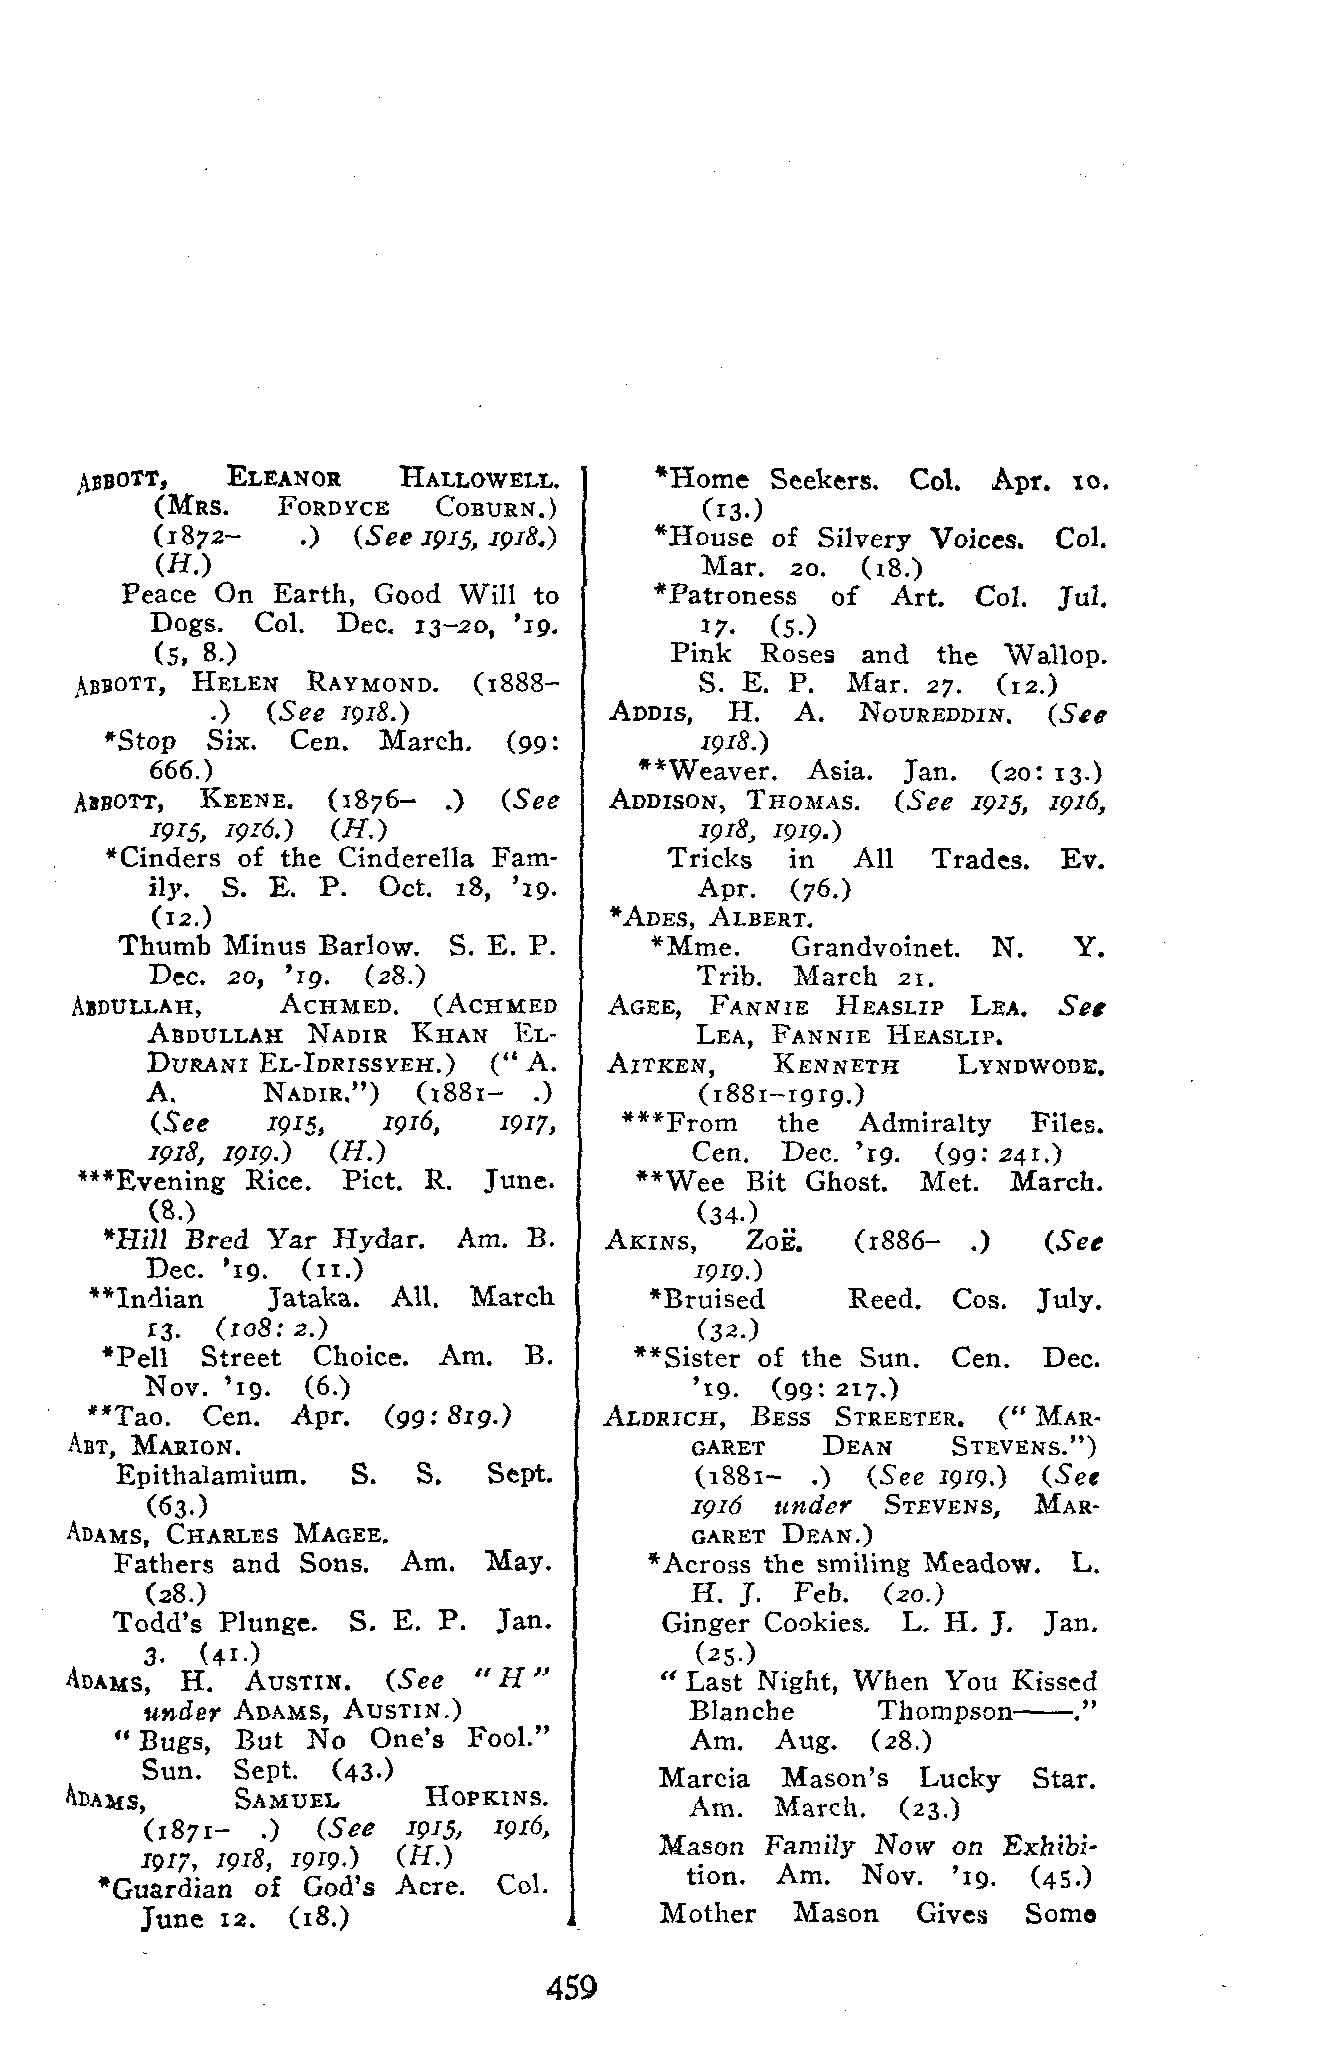 ABBOTT, ELEANOR HALLOWELL.
(MRS. FORDYCE COBURN.)
(1872– .) (See 1915, 1918.)
(H.)
Peace On Earth, Good Will to
Dogs. Col. Dec. 13–20, '19.
(5, 8.)
ABBOTT, HELEN RAYMOND. (1888–
.) (See 1918.)
*Stop Six. Cen. March. (99:
666.)
ABBOTT, KEENE. (1876– .) (See
1915, 1916.) (H.)
*Cinders of the Cinderella Fam-
ily. S. E. P. Oct. 18, '19.
(12.)
Thumb Minus Barlow. S. E. P.
Dec. 20, '19. (28.)
ABDULLAH, ACHMED. (ACHMED
ABDULLAH NADIR KHAN EL-
DURANI EL-IDRISSYEH.) (" A.
A. NADIR.") (1881– .)
(See 1915, 1916, 1917,
1918, 1919.) (H.)
***Evening Rice. Pict. R. June.
(8.)
*Hill Bred Yar Hydar. Am. B.
Dec. '19. (11.)
**Indian Jataka. All. March
13. (108: 2.)
*Pell Street Choice. Am. B.
Nov. '19. (6.)
**Tao. Cen. Apr. (99: 819.)
ABT, MARION.
Epithalamium. S. S. Sept.
(63.)
ADAMS, CHARLES MAGEE.
Fathers and Sons. Am. May.
(28.)
Todd's Plunge. S. E. P. Jan.
3. (41.)
ADAMS, H. AUSTIN. (See "H"
under ADAMS, AUSTIN.)
" Bugs, But No One's Fool."
Sun. Sept. (43.)
ADAMS, SAMUEL HOPKINS.
(1871– .) (See 1915, 1916,
1917, 1918, 1919.) (H.)
*Guardian of God's Acre. Col.
June 12. (18.)
*Home Seekers. Col. Apr. 10.
(13.)
*House of Silvery Voices. Col.
Mar. 20. (18.)
*Patroness of Art. Col. Jul.
17. (5.)
Pink Roses and the Wallop.
S. E. P. Mar. 27. (12.)
ADDIS, H. A. NOUREDDIN. (See
1918.)
**Weaver. Asia. Jan. (20: 13.)
ADDISON, THOMAS. (See 1915, 1916,
1918, 1919.)
Tricks in All Trades. Ev.
Apr. (76.)
*ADES, ALBERT.
*Mme. Grandvoinet. N. Y.
Trib. March 21.
AGEE, FANNIE HEASLIP LEA. See
LEA, FANNIE HEASLIP.
AITKEN, KENNETH LYNDWODE.
(1881–1919.)
***From the Admiralty Files.
Cen. Dec. '19. (99: 241.)
**Wee Bit Ghost. Met. March.
(34.)
AKINS, ZOË. (1886– .) (See
1919.)
*Bruised Reed. Cos. July.
(32.)
**Sister of the Sun. Cen. Dec.
'19. (99: 217.)
ALDRICH, BESS STREETER. (" MAR-
GARET DEAN STEVENS.")
(1881– .) (See 1919.) (See
1916 under STEVENS, MAR-
GARET DEAN.)
*Across the smiling Meadow. L.
H. J. Feb. (20.)
Ginger Cookies. L. H. J. Jan.
(25.)
" Last Night, When You Kissed
Blanche Thompson——."
Am. Aug. (28.)
Marcia Mason's Lucky Star.
Am. March. (23.)
Mason Family Now on Exhibi-
tion. Am. Nov. '19. (45.)
Mother Mason Gives Some
459